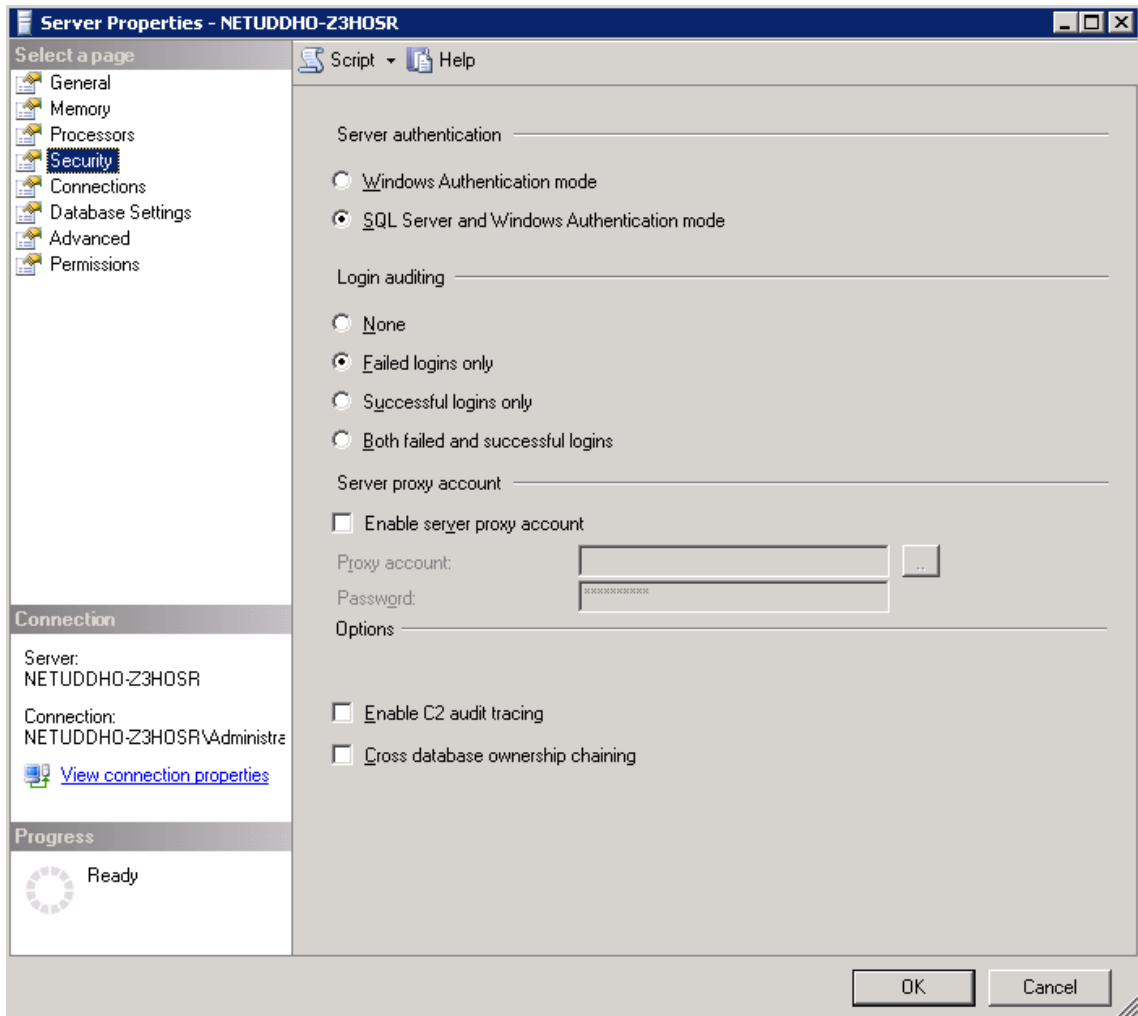 Server Properties - NETUDDHO-Z3HOSR
Select a page
General
Memory
Processors
Security
Connections
Database Settings
Advanced
Permissions
Script Help
Server authentication
Windows Authentication mode
SQL Server and Windows Authentication mode
Login auditing
None
Failed logins only
Successful logins only
Both failed and successful logins
Server proxy account
Enable server proxy account
Proxy account:
..
Password:
**********
Options
Enable C2 audit tracing
Cross database ownership chaining
Connection
Server:
NETUDDHO-Z3HOSR
Connection:
NETUDDHO-Z3HOSR\Administra
View connection properties
Progress
Ready
OK Cancel